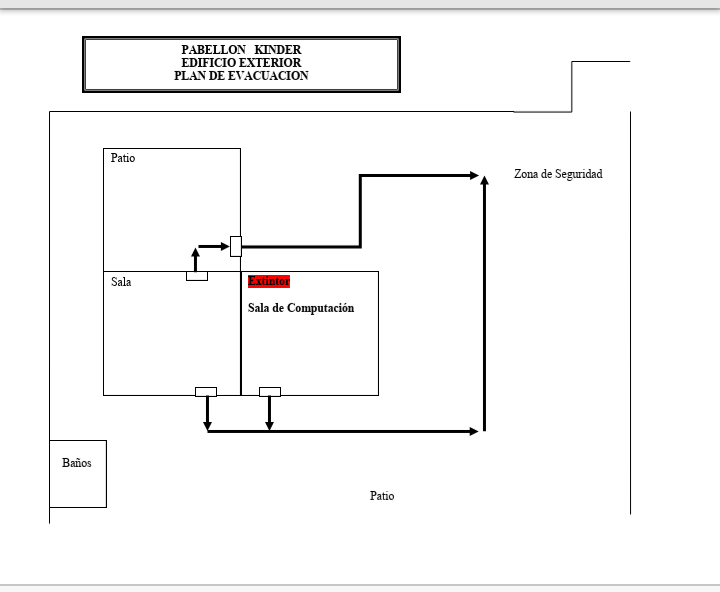 PABELLON KINDER
EDIFICIO EXTERIOR
PLAN DE EVACUACION
Patio
Zona de Seguridad
Sala
Extintor
Sala de Computación
Baños
Patio